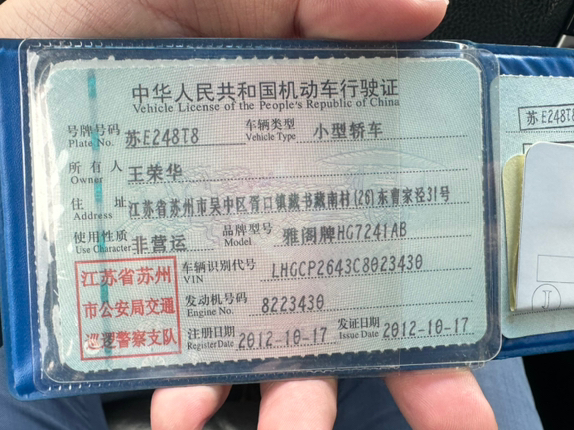 中华人民共和国机动车行驶证
Vehicle License of the People's Republic of China
号牌号码 苏E248T8 车辆类型 小型轿车
Plate No. Vehicle Type
所有人 王荣华
Owner
住址 江苏省苏州市吴中区胥口镇藏书藏南村(26)东曹家泾31号
Address
使用性质 非营运 品牌型号 雅阁牌HG7241AB
Use Character Model
车辆识别代号 LHGCP2643C8023430
VIN
发动机号码 8223430
Engine No.
注册日期 2012-10-17 发证日期 2012-10-17
Register Date Issue Date
江苏省苏州
市公安局交通
巡逻警察支队
苏E248T8